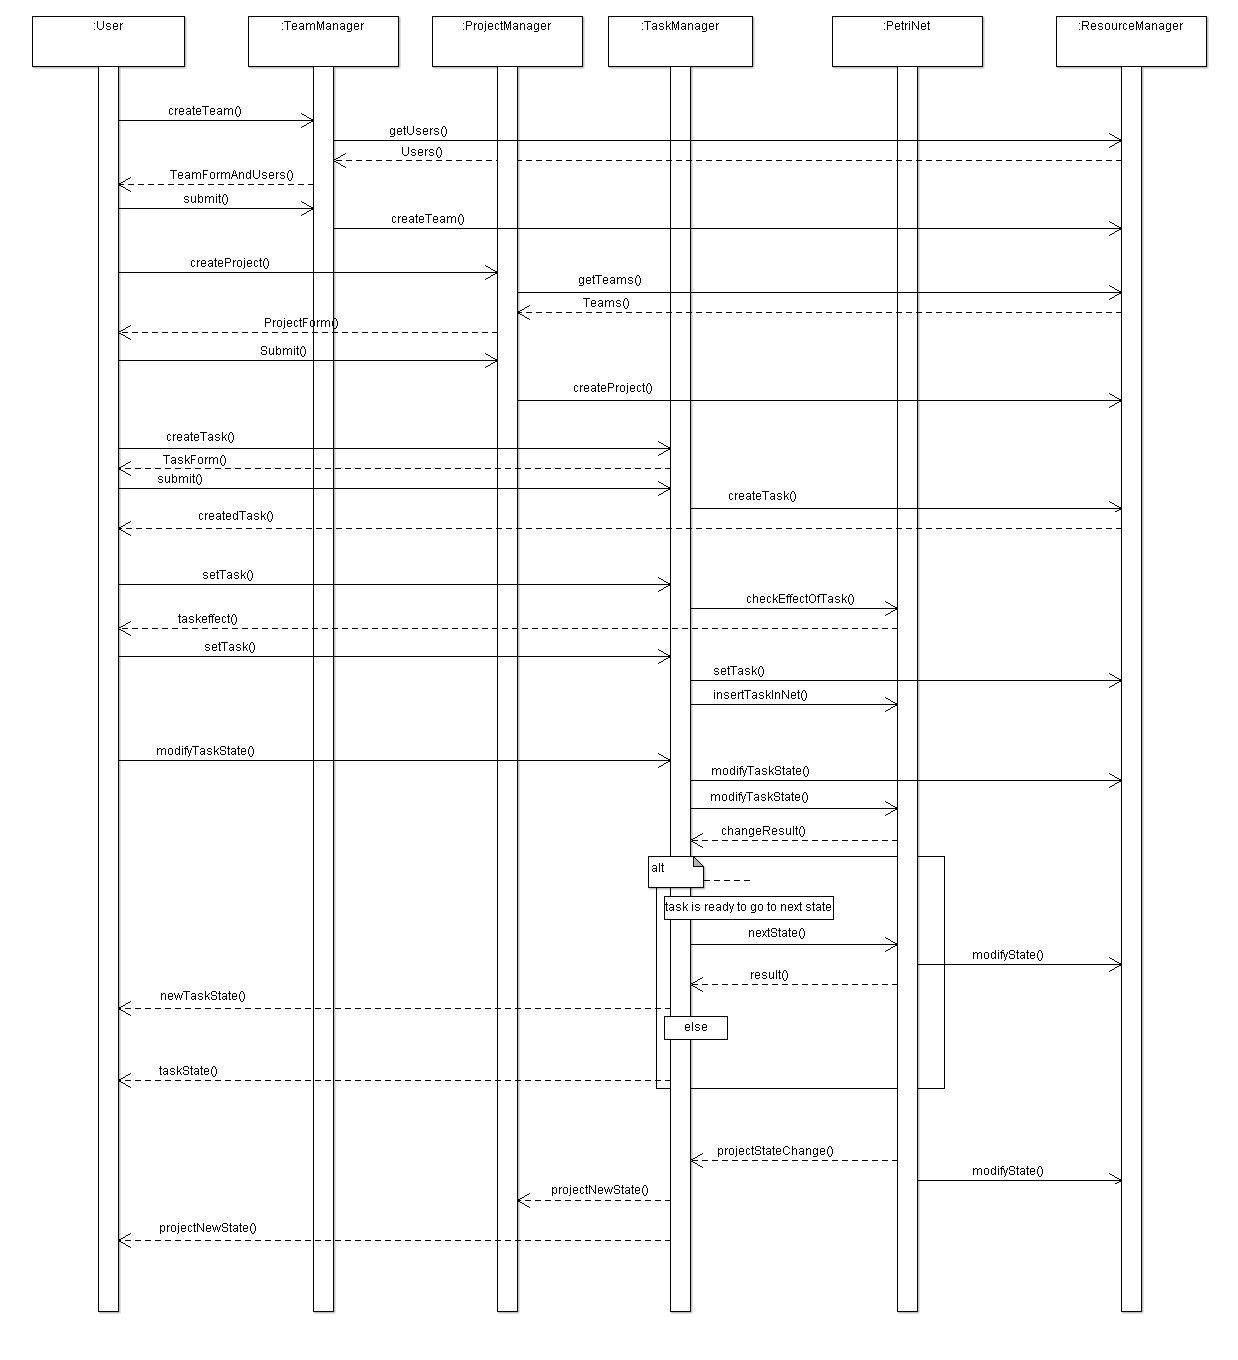 :User
:TeamManager
:ProjectManager
:TaskManager
:PetriNet
:ResourceManager
createTeam()
getUsers()
Users()
TeamFormAndUsers()
submit()
createTeam()
createProject()
getTeams()
Teams()
ProjectForm()
Submit()
createProject()
createTask()
TaskForm()
submit()
createTask()
createdTask()
setTask()
checkEffectOfTask()
taskeffect()
setTask()
setTask()
insertTaskInNet()
modifyTaskState()
modifyTaskState()
modifyTaskState()
changeResult()
alt
task is ready to go to next state
nextState()
modifyState()
result()
newTaskState()
else
taskState()
projectStateChange()
modifyState()
projectNewState()
projectNewState()